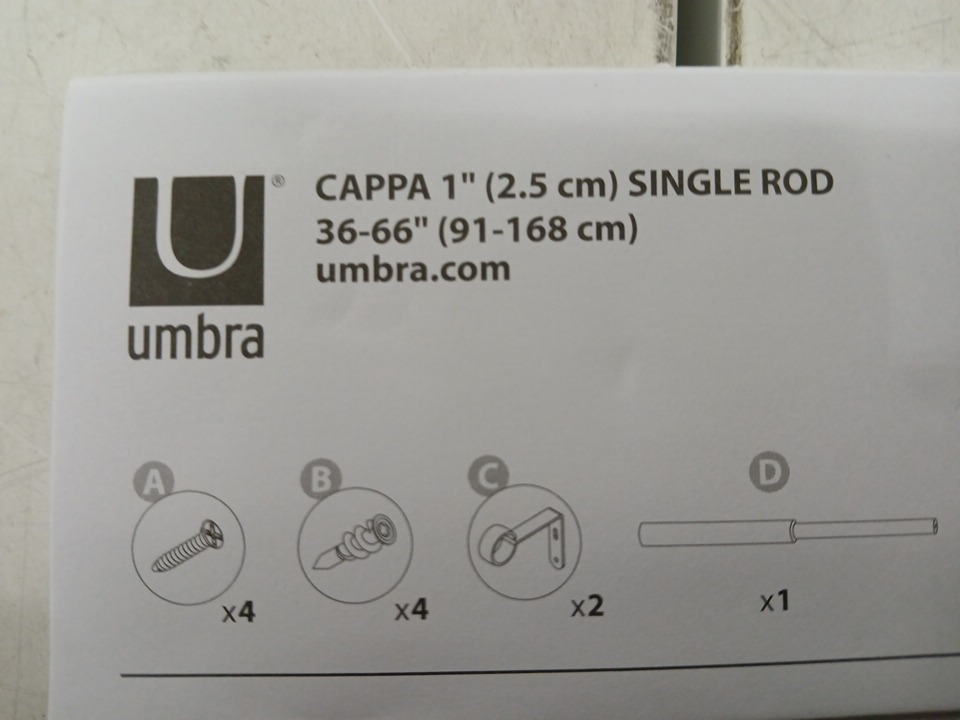 U®
umbra
CAPPA 1" (2.5 cm) SINGLE ROD
36-66" (91-168 cm)
umbra.com
A B C D
x4 x4 x2 x1